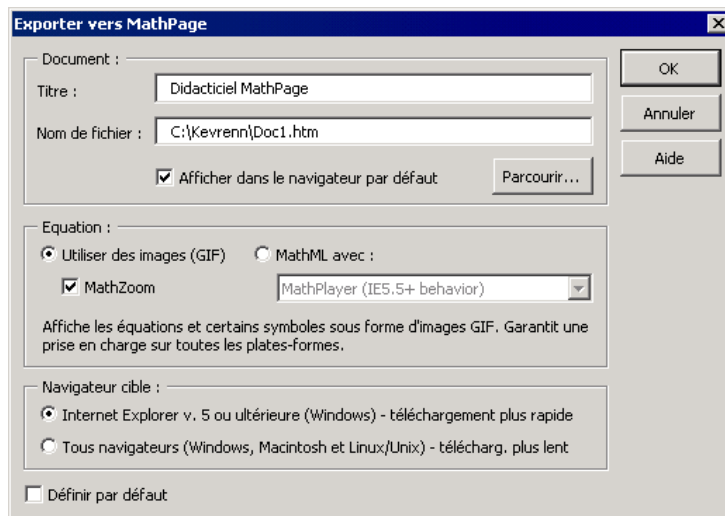 Exporter vers MathPage
Document :
Titre :
Didacticiel MathPage
Nom de fichier :
C:\Kevrenn\Doc1.htm
Afficher dans le navigateur par défaut
Parcourir...
OK
Annuler
Aide
Equation :
Utiliser des images (GIF)
MathML avec :
MathZoom
MathPlayer (IE5.5+ behavior)
Affiche les équations et certains symboles sous forme d'images GIF. Garantit une
prise en charge sur toutes les plates-formes.
Navigateur cible :
Internet Explorer v. 5 ou ultérieure (Windows) - téléchargement plus rapide
Tous navigateurs (Windows, Macintosh et Linux/Unix) - télécharg. plus lent
Définir par défaut